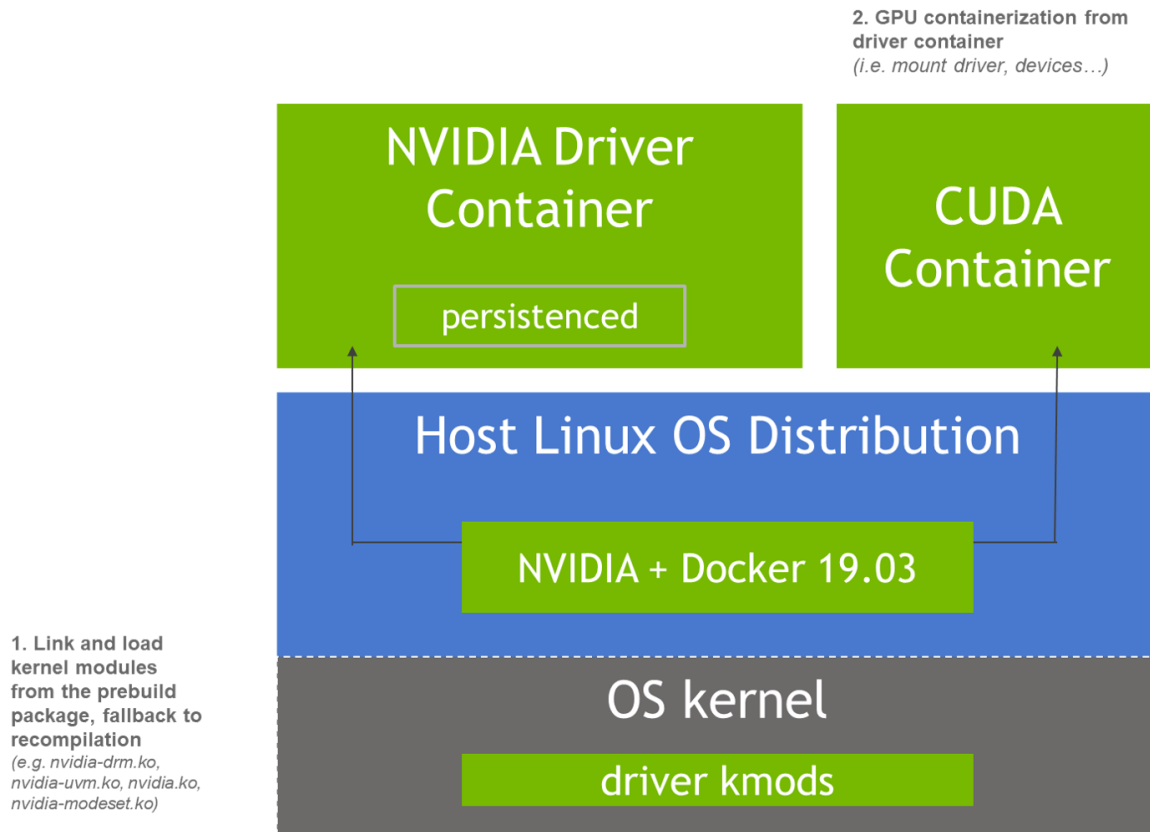 2. GPU containerization from
driver container
(i.e. mount driver, devices…)
NVIDIA Driver
Container
persistenced
CUDA
Container
Host Linux OS Distribution
NVIDIA + Docker 19.03
1. Link and load
kernel modules
from the prebuild
package, fallback to
recompilation
(e.g. nvidia-drm.ko,
nvidia-uvm.ko, nvidia.ko,
nvidia-modeset.ko)
OS kernel
driver kmods